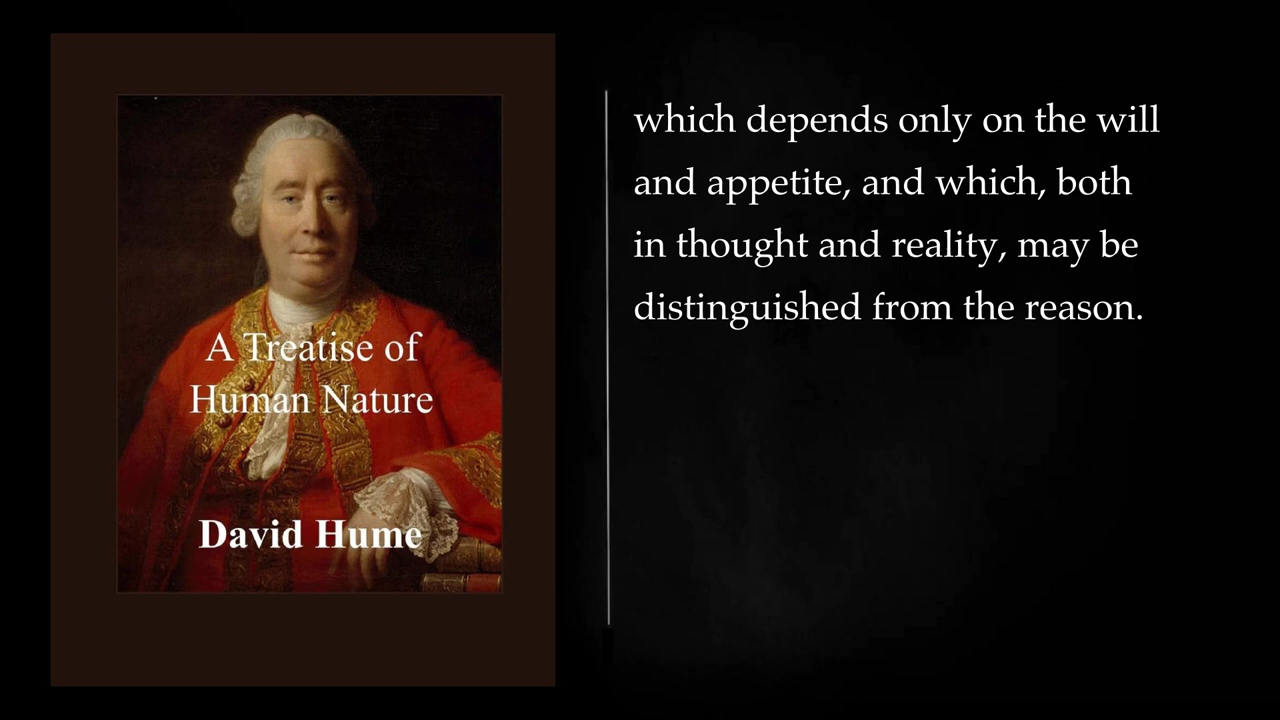 A Treatise of
Human Nature
David Hume
which depends only on the will
and appetite, and which, both
in thought and reality, may be
distinguished from the reason.